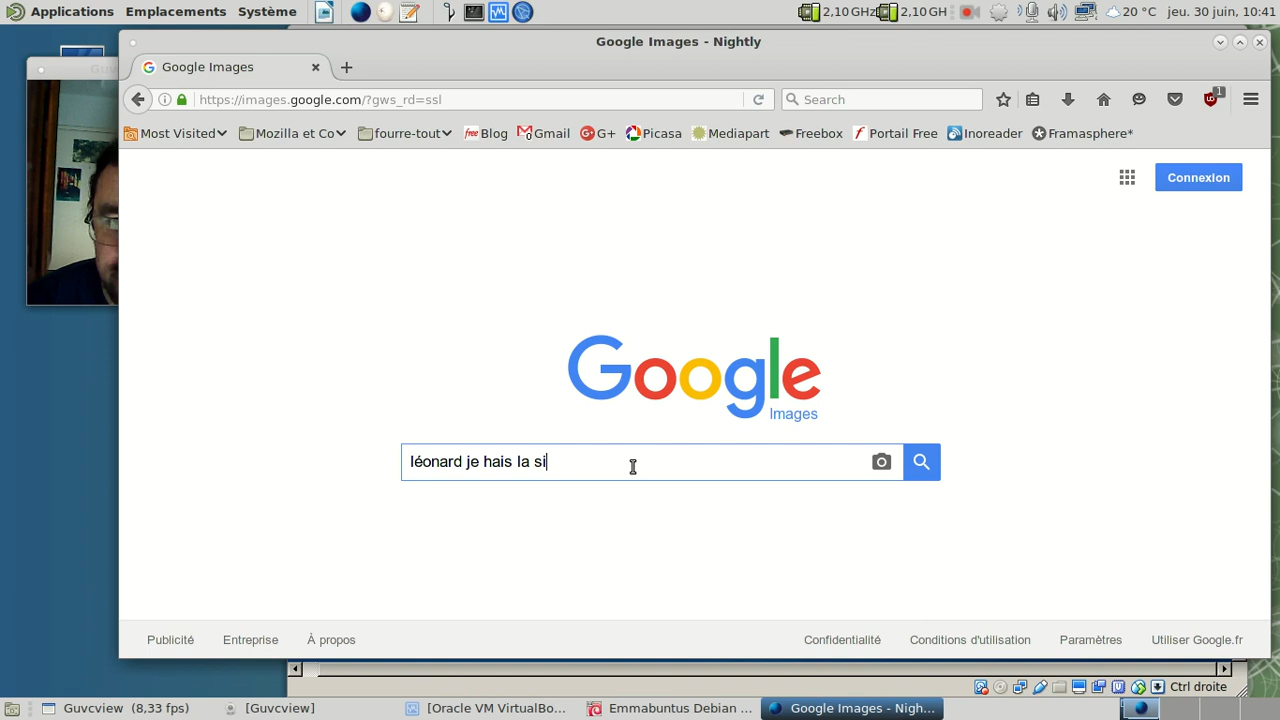 Applications Emplacements Système 2,10 GHz 2,10 GH 20 °C jeu. 30 juin, 10:41
Google Images - Nightly
Google Images
https://images.google.com/?gws_rd=ssl Search 1
Most Visited Mozilla et Co fourre-tout free Blog Gmail G+ Picasa Mediapart Freebox Portail Free Inoreader Framasphere*
Connexion
Google
Images
léonard je hais la si
Publicité Entreprise À propos Confidentialité Conditions d'utilisation Paramètres Utiliser Google.fr
Ctrl droite
Guvcview (8,33 fps) [Guvcview] [Oracle VM VirtualBo... Emmabuntus Debian ... Google Images - Nigh...